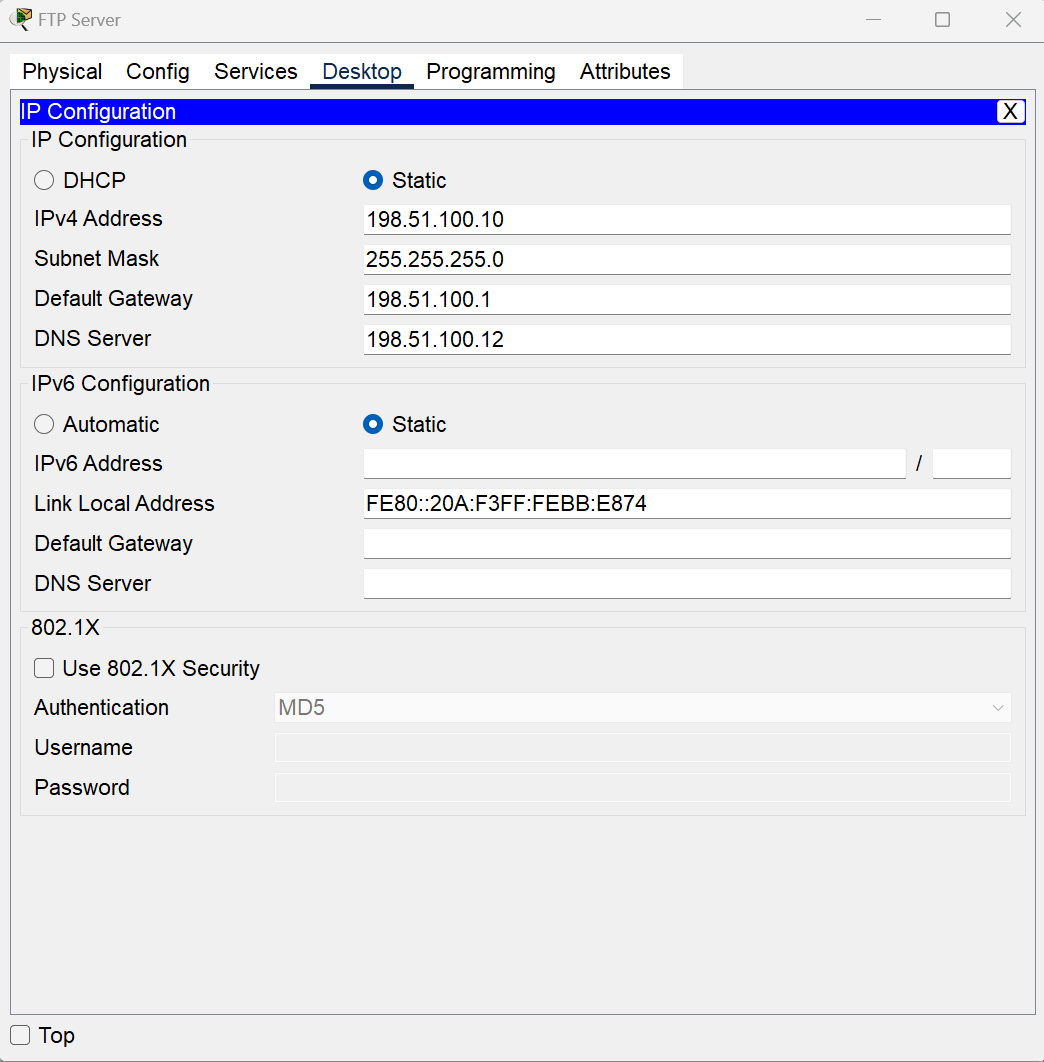 FTP Server
Physical Config Services Desktop Programming Attributes
IP Configuration X
IP Configuration
DHCP Static
IPv4 Address 198.51.100.10
Subnet Mask 255.255.255.0
Default Gateway 198.51.100.1
DNS Server 198.51.100.12
IPv6 Configuration
Automatic Static
IPv6 Address /
Link Local Address FE80::20A:F3FF:FEBB:E874
Default Gateway
DNS Server
802.1X
Use 802.1X Security
Authentication MD5
Username
Password
Top